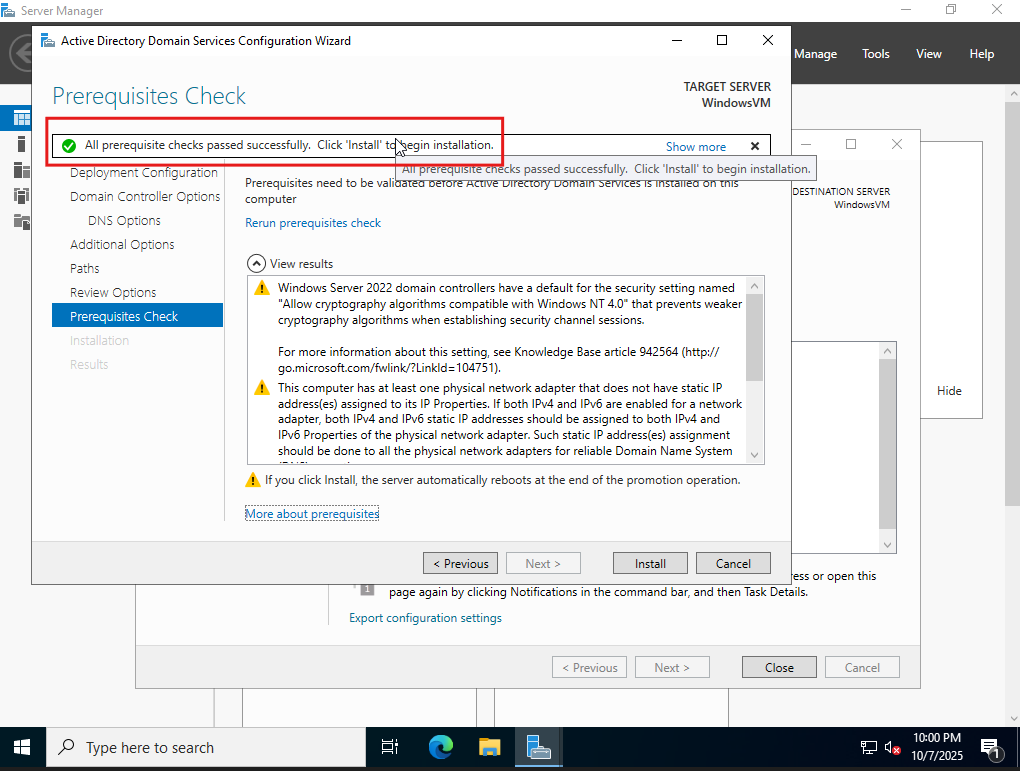 Server Manager
Active Directory Domain Services Configuration Wizard
Manage Tools View Help
Prerequisites Check
TARGET SERVER
WindowsVM
All prerequisite checks passed successfully. Click 'Install' to begin installation.
Show more
All prerequisite checks passed successfully. Click 'Install' to begin installation.
Deployment Configuration
Domain Controller Options
DNS Options
Additional Options
Paths
Review Options
Prerequisites Check
Installation
Results
Prerequisites need to be validated before Active Directory Domain Services is installed on this
computer
Rerun prerequisites check
View results
Windows Server 2022 domain controllers have a default for the security setting named
"Allow cryptography algorithms compatible with Windows NT 4.0" that prevents weaker
cryptography algorithms when establishing security channel sessions.
For more information about this setting, see Knowledge Base article 942564 (http://
go.microsoft.com/fwlink/?LinkId=104751).
This computer has at least one physical network adapter that does not have static IP
address(es) assigned to its IP Properties. If both IPv4 and IPv6 are enabled for a network
adapter, both IPv4 and IPv6 static IP addresses should be assigned to both IPv4 and
IPv6 Properties of the physical network adapter. Such static IP address(es) assignment
should be done to all the physical network adapters for reliable Domain Name System
If you click Install, the server automatically reboots at the end of the promotion operation.
More about prerequisites
< Previous
Next >
Install
Cancel
DESTINATION SERVER
WindowsVM
Hide
1
ress or open this
page again by clicking Notifications in the command bar, and then Task Details.
Export configuration settings
< Previous
Next >
Close
Cancel
Type here to search
10:00 PM
10/7/2025
1